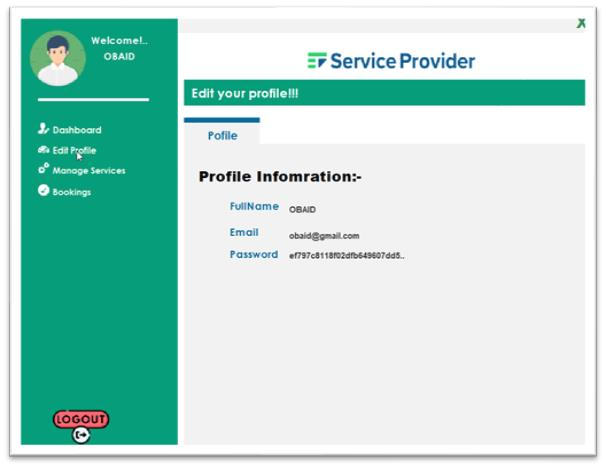 X
Welcome!..
OBAID
Service Provider
Edit your profile!!!
Dashboard
Edit Profile
Manage Services
Bookings
Pofile
Profile Infomration:-
FullName OBAID
Email obaid@gmail.com
Password ef797c8118f02dfb649607dd5..
LOGOUT